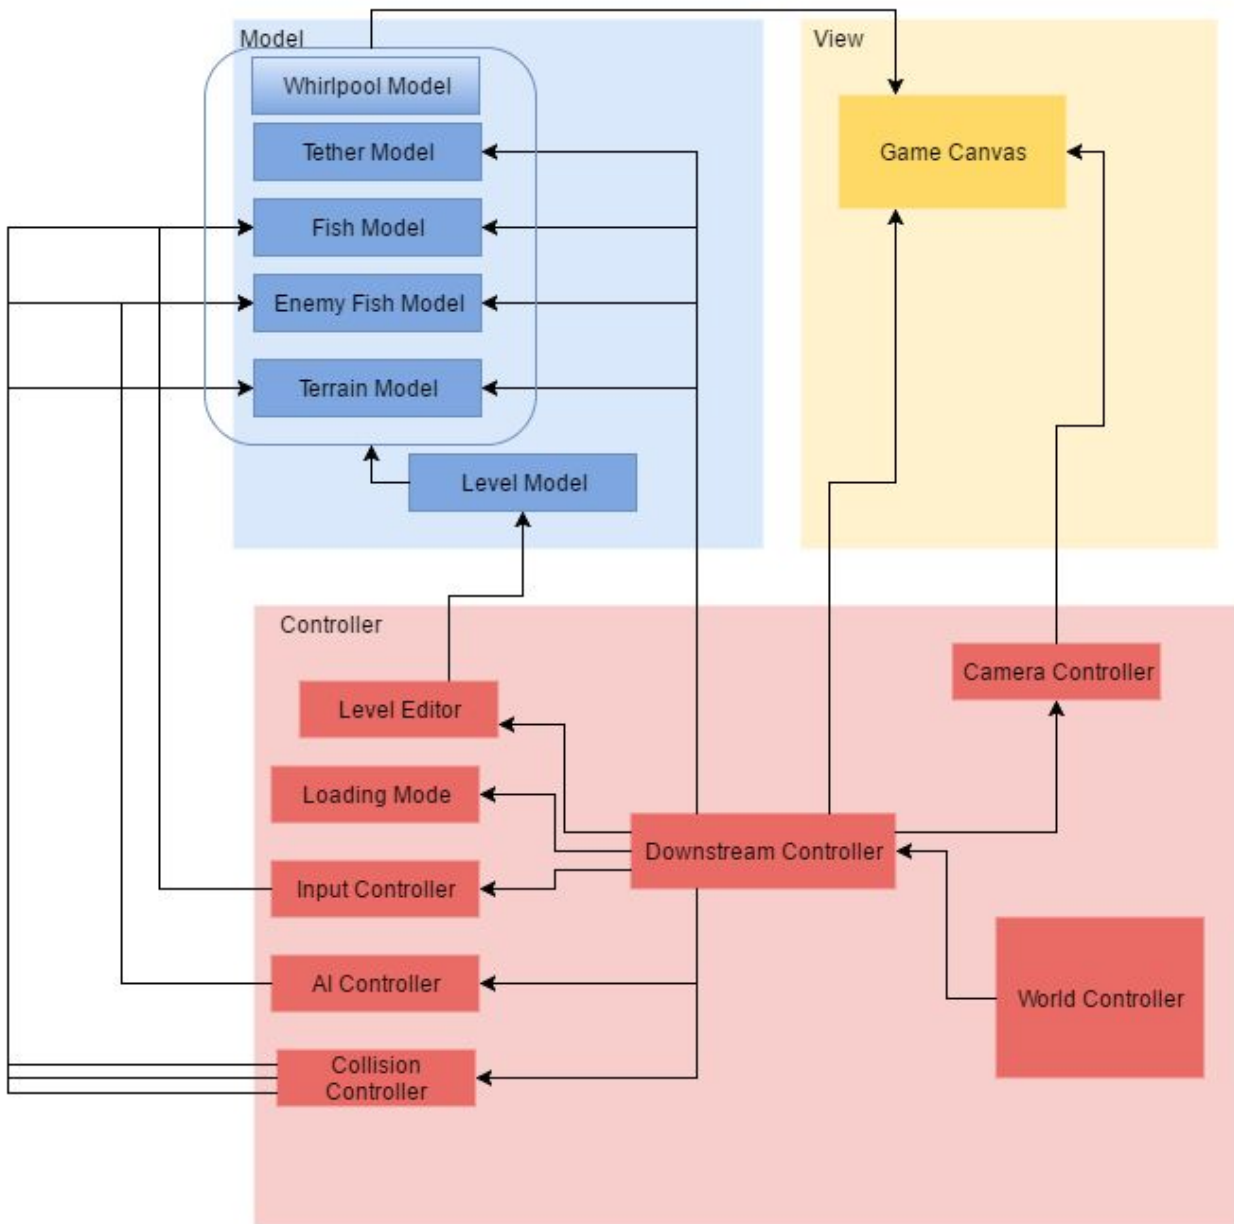 Model
Whirlpool Model
Tether Model
Fish Model
Enemy Fish Model
Terrain Model
Level Model
View
Game Canvas
Controller
Camera Controller
Level Editor
Loading Mode
Downstream Controller
Input Controller
AI Controller
World Controller
Collision
Controller